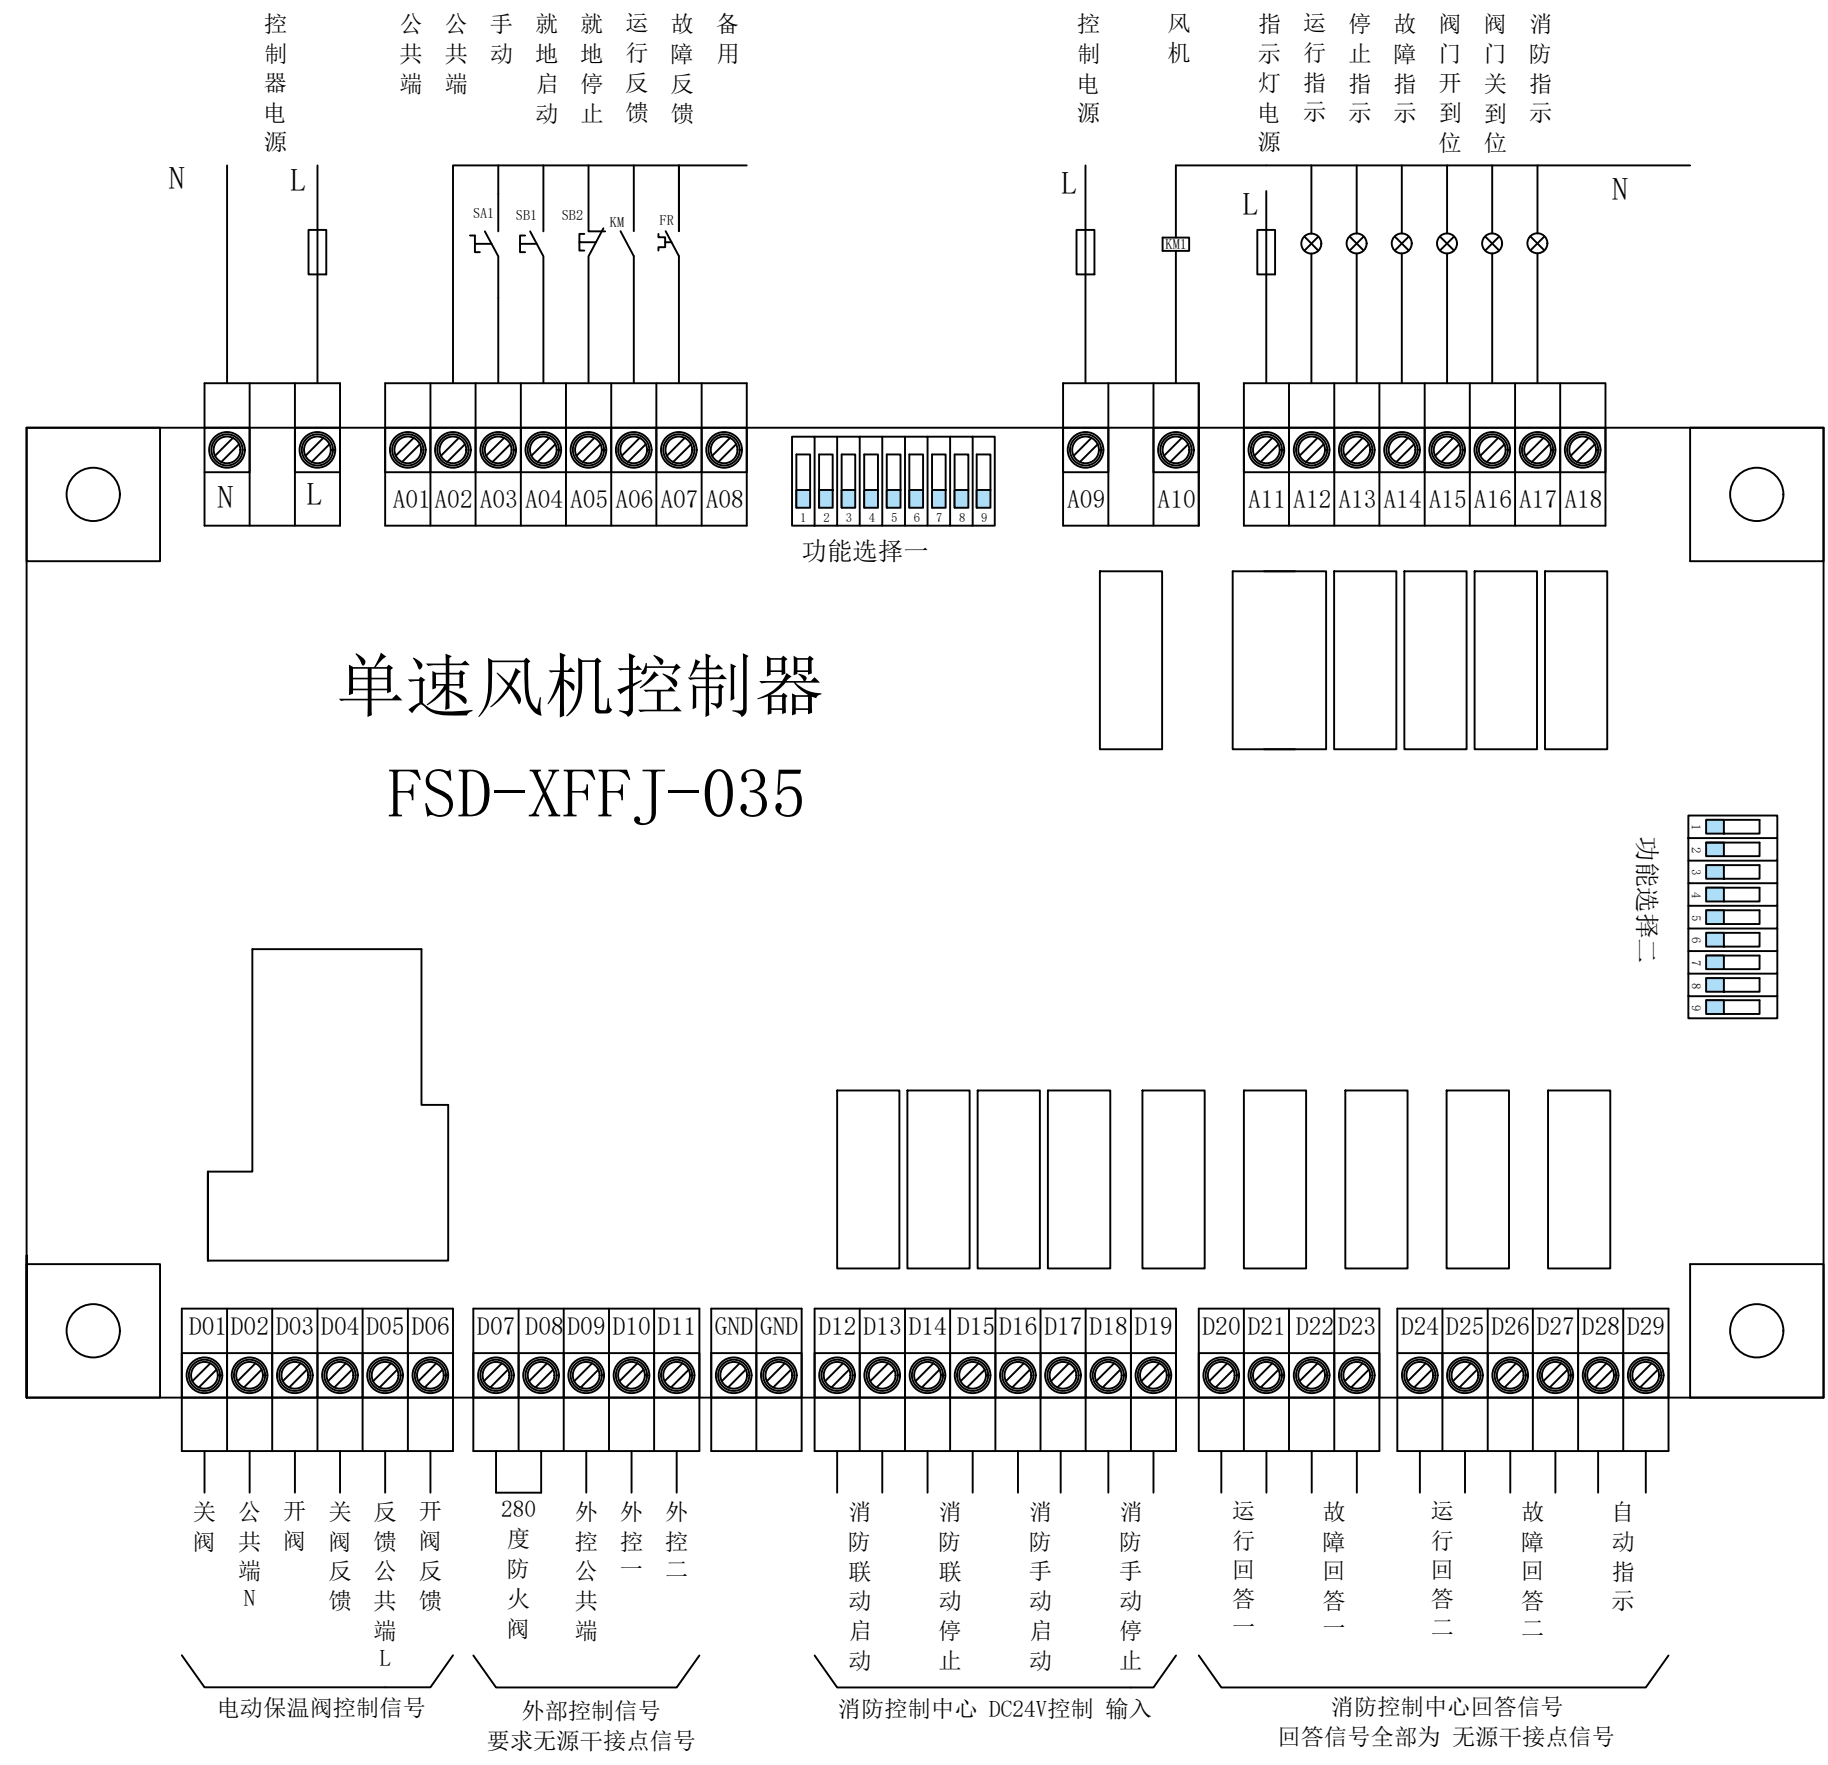 控制器电源
公共端
公共端
手动
就地启动
就地停止
运行反馈
故障反馈
备用
控制电源
风机
指示灯电源
运行指示
停止指示
故障指示
阀门开到位
阀门关到位
消防指示
N
L
SA1
SB1
SB2
KM
FR
L
KM1
L
N
N
L
A01 A02 A03 A04 A05 A06 A07 A08
1 2 3 4 5 6 7 8 9
功能选择一
A09
A10
A11 A12 A13 A14 A15 A16 A17 A18
单速风机控制器
FSD-XFFJ-035
功能选择二
1
2
3
4
5
6
7
8
9
D01 D02 D03 D04 D05 D06
D07 D08 D09 D10 D11
GND GND
D12 D13 D14 D15 D16 D17 D18 D19
D20 D21 D22 D23
D24 D25 D26 D27 D28 D29
关阀
公共端N
开阀
关阀反馈
反馈公共端L
开阀反馈
280度防火阀
外控公共端
外控一
外控二
消防联动启动
消防联动停止
消防手动启动
消防手动停止
运行回答一
故障回答一
运行回答二
故障回答二
自动指示
电动保温阀控制信号
外部控制信号
要求无源干接点信号
消防控制中心 DC24V控制 输入
消防控制中心回答信号
回答信号全部为 无源干接点信号